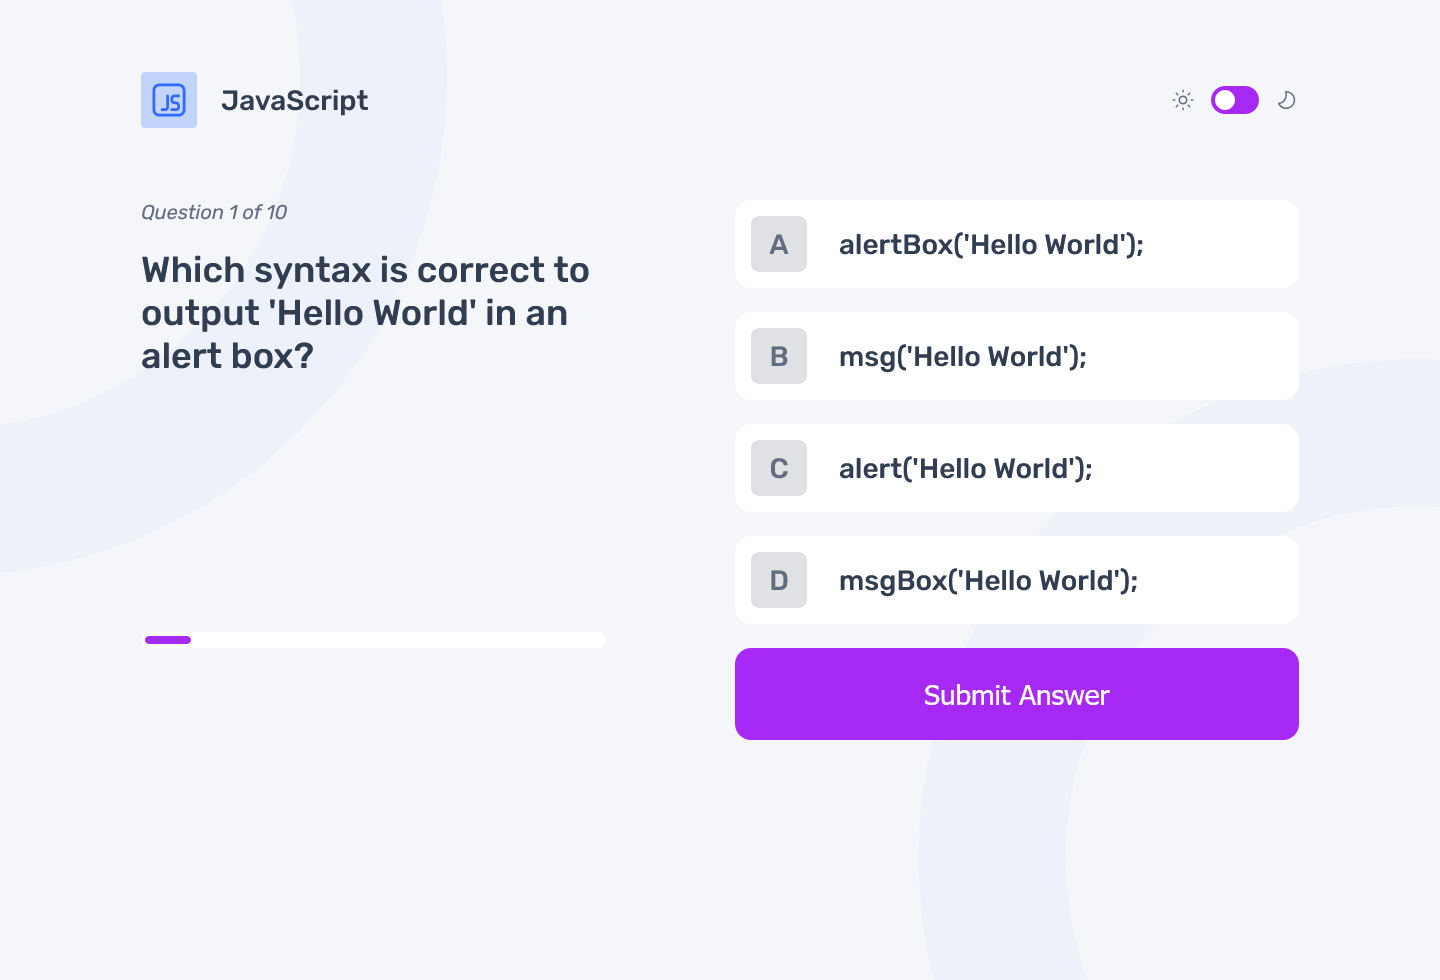 JS
JavaScript
Question 1 of 10
Which syntax is correct to
output 'Hello World' in an
alert box?
A
alertBox('Hello World');
B
msg('Hello World');
C
alert('Hello World');
D
msgBox('Hello World');
Submit Answer